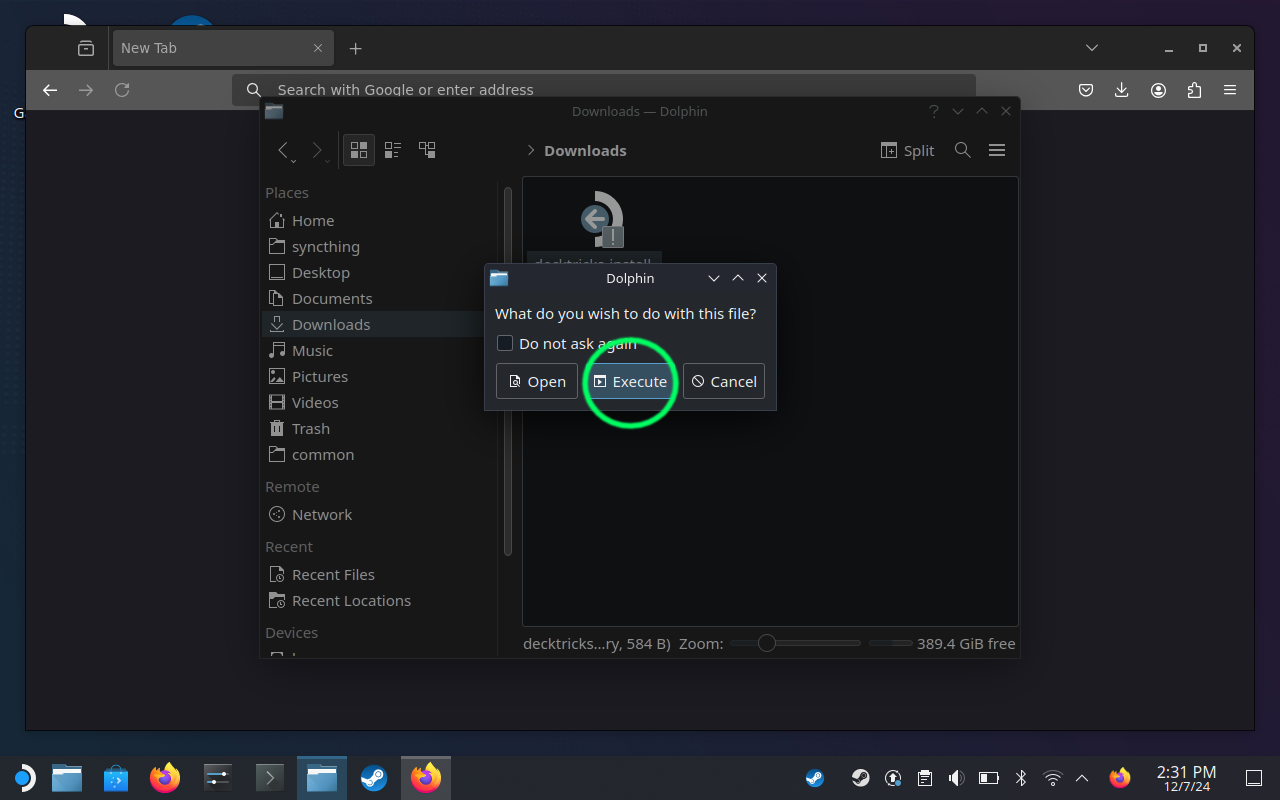 New Tab
G
Search with Google or enter address
Downloads — Dolphin
Downloads
Split
Places
Home
syncthing
Desktop
Documents
Downloads
Music
Pictures
Videos
Trash
common
Remote
Network
Recent
Recent Files
Recent Locations
Devices
Dolphin
What do you wish to do with this file?
Do not ask again
Open
Execute
Cancel
decktricks...ry, 584 B)
Zoom:
389.4 GiB free
2:31 PM
12/7/24